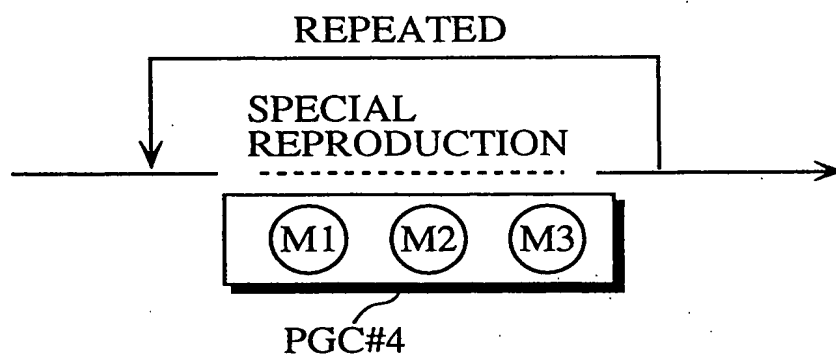 REPEATED
SPECIAL
REPRODUCTION
M1 M2 M3
PGC#4